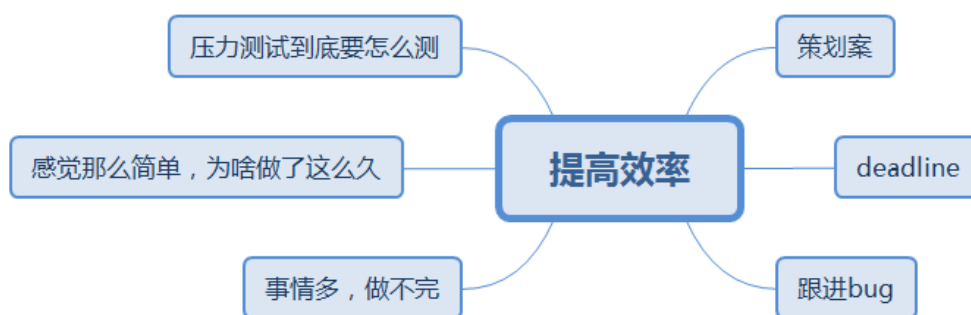 压力测试到底要怎么测
策划案
感觉那么简单，为啥做了这么久
提高效率
deadline
事情多，做不完
跟进bug